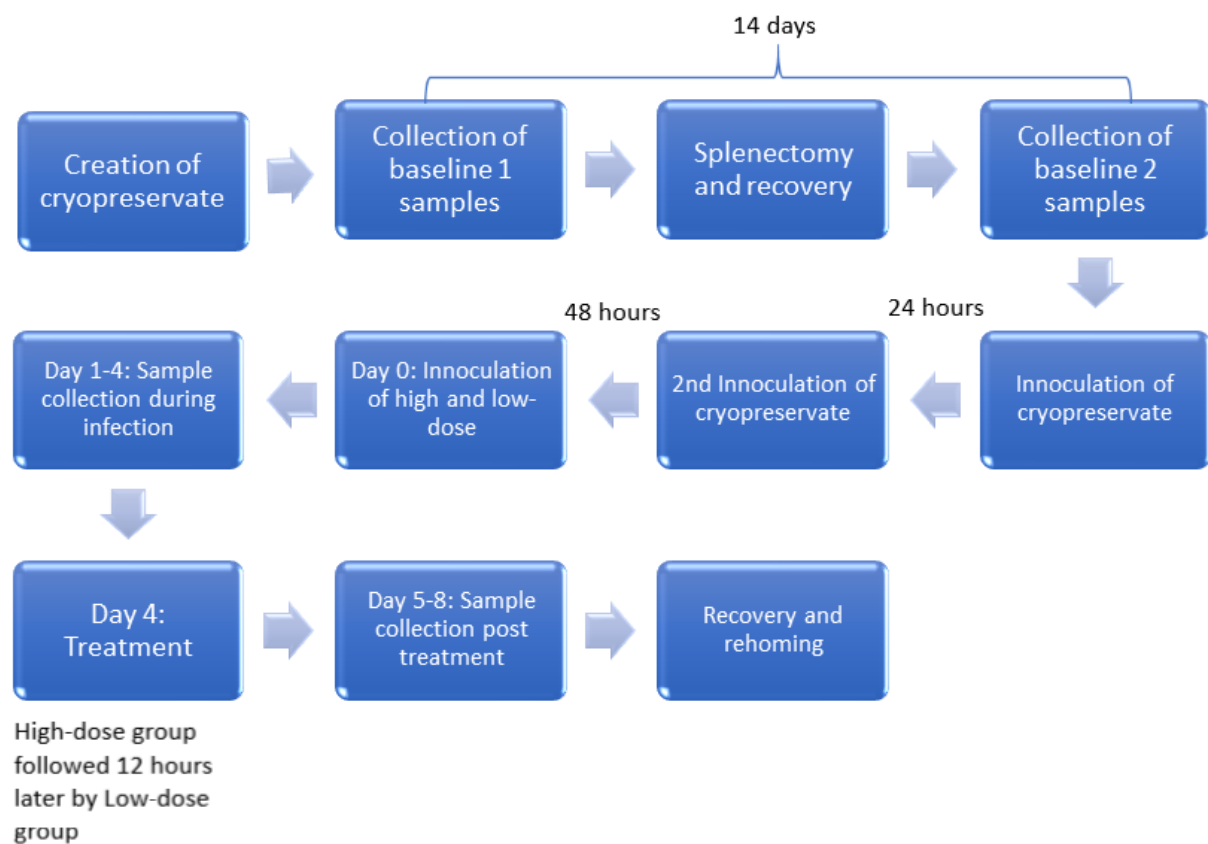 14 days
Creation of
cryopreservate
Collection of
baseline 1
samples
Splenectomy
and recovery
Collection of
baseline 2
samples
24 hours
48 hours
Innoculation of
cryopreservate
2nd Innoculation of
cryopreservate
Day 0: Innoculation
of high and low-
dose
Day 1-4: Sample
collection during
infection
Day 4:
Treatment
High-dose group
followed 12 hours
later by Low-dose
group
Day 5-8: Sample
collection post
treatment
Recovery and
rehoming